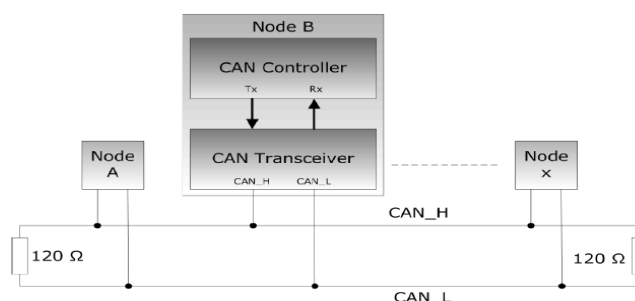 Node B
CAN Controller
Tx Rx
Node
A
CAN Transceiver
CAN_H CAN_L
Node
x
CAN_H
120 Ω
120 Ω
CAN_L